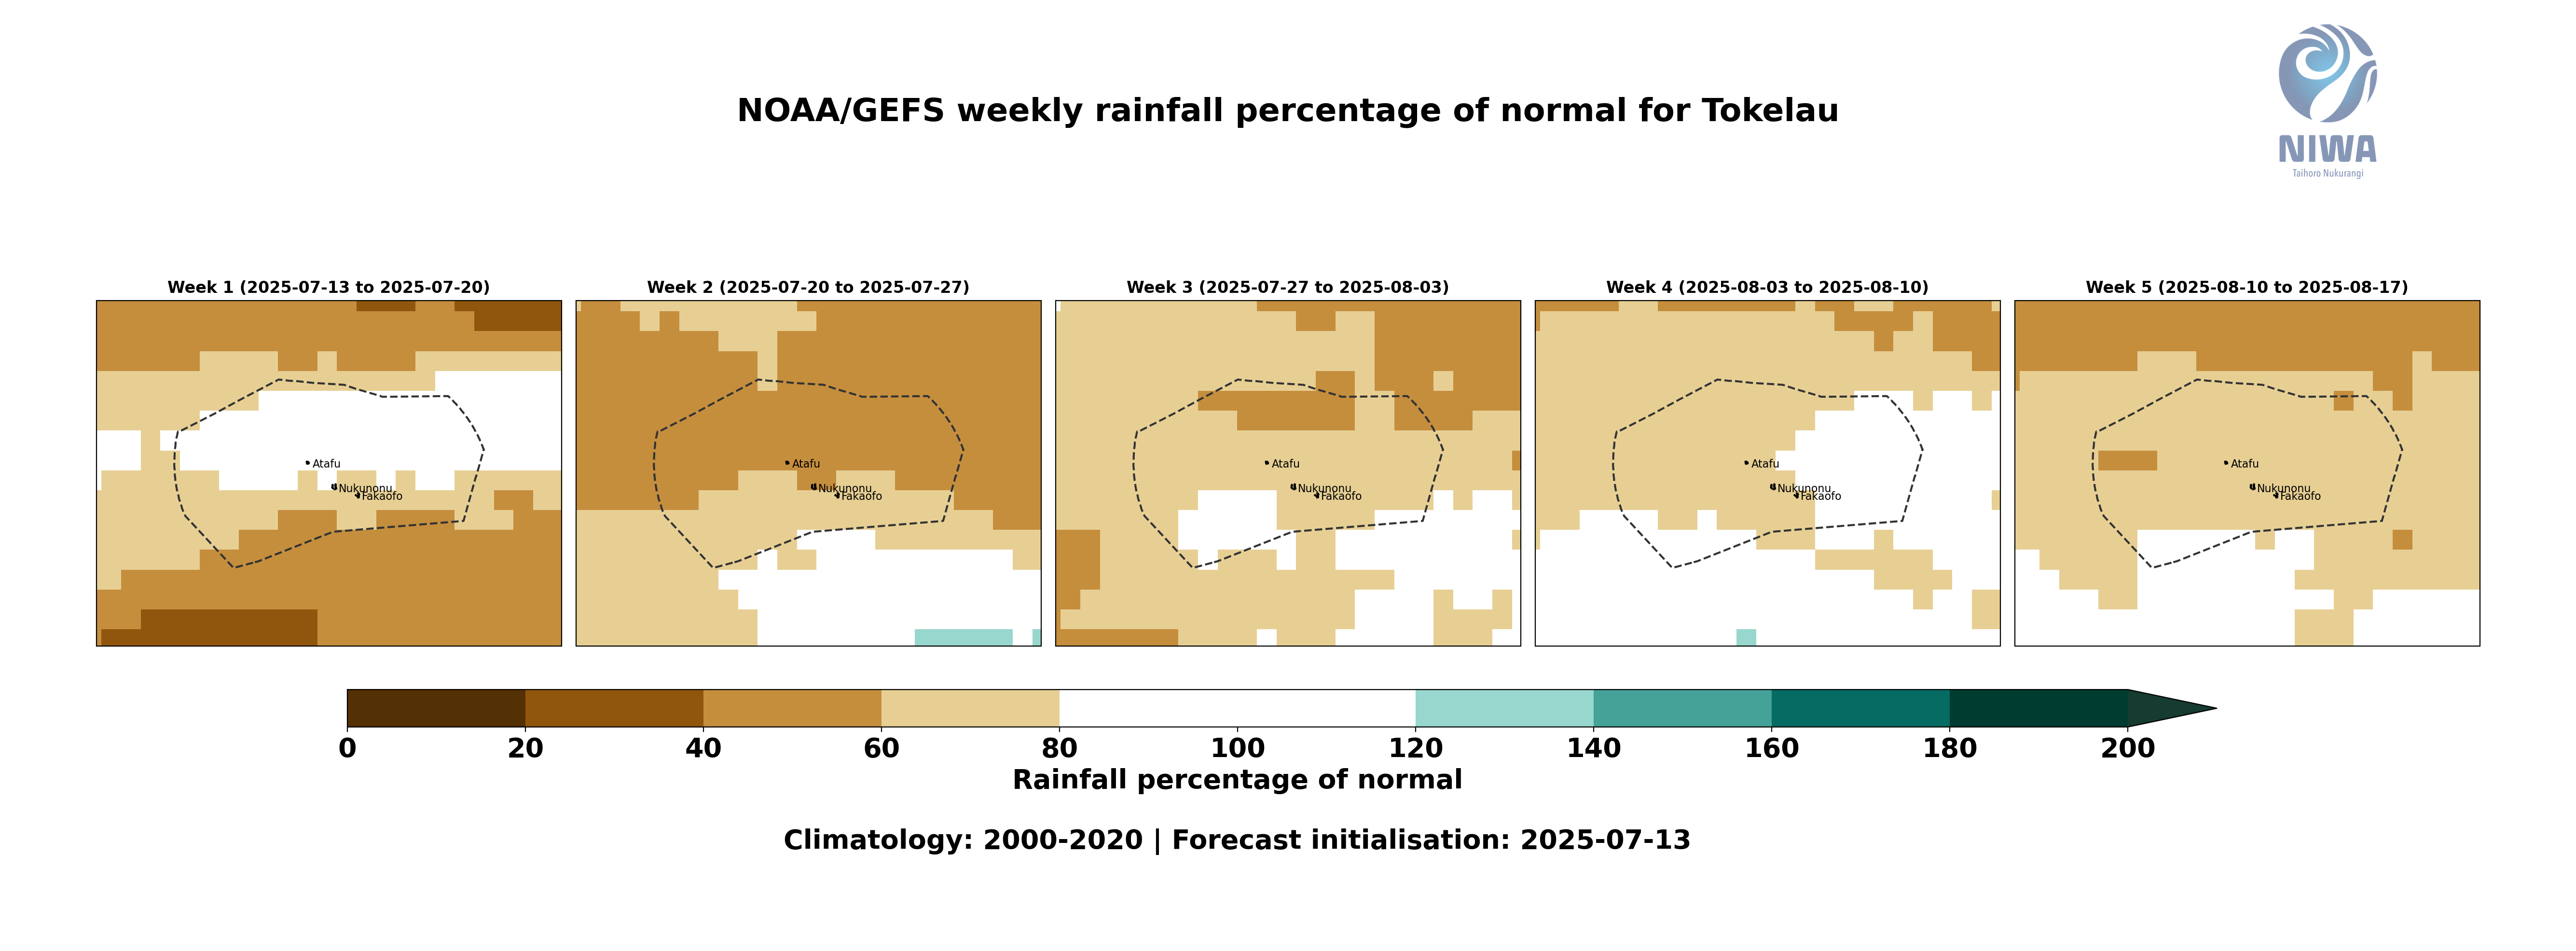 NOAA/GEFS weekly rainfall percentage of normal for Tokelau
NIWA
Taihoro Nukurangi
Week 1 (2025-07-13 to 2025-07-20)
Week 2 (2025-07-20 to 2025-07-27)
Week 3 (2025-07-27 to 2025-08-03)
Week 4 (2025-08-03 to 2025-08-10)
Week 5 (2025-08-10 to 2025-08-17)
Atafu
Nukunonu
Fakaofo
Atafu
Nukunonu
Fakaofo
Atafu
Nukunonu
Fakaofo
Atafu
Nukunonu
Fakaofo
Atafu
Nukunonu
Fakaofo
0 20 40 60 80 100 120 140 160 180 200
Rainfall percentage of normal
Climatology: 2000-2020 | Forecast initialisation: 2025-07-13